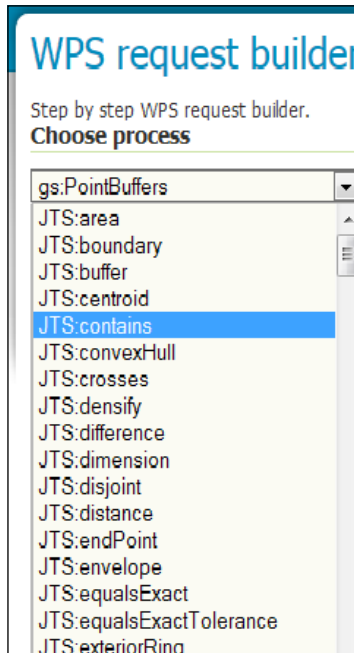 WPS request builder
Step by step WPS request builder.
Choose process
gs:PointBuffers
JTS:area
JTS:boundary
JTS:buffer
JTS:centroid
JTS:contains
JTS:convexHull
JTS:crosses
JTS:densify
JTS:difference
JTS:dimension
JTS:disjoint
JTS:distance
JTS:endPoint
JTS:envelope
JTS:equalsExact
JTS:equalsExactTolerance
JTS:exteriorRing